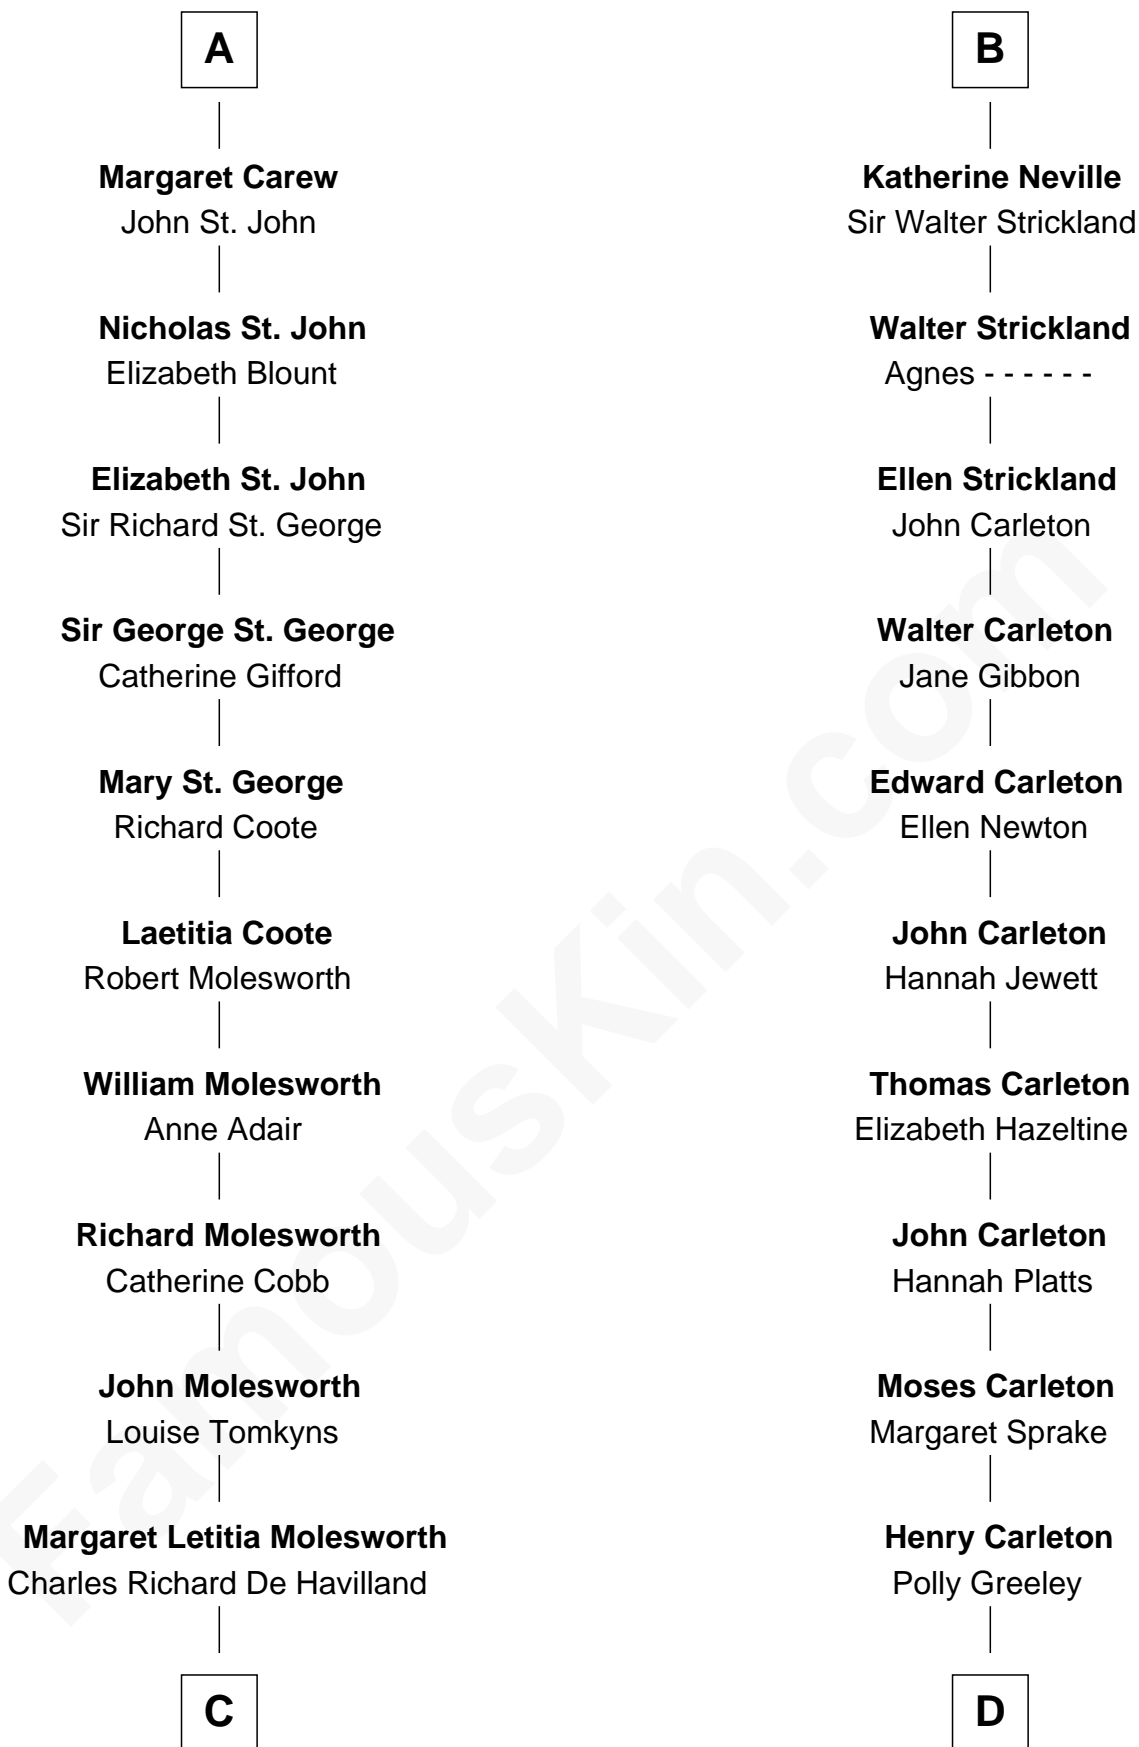 A
Margaret Carew
John St. John
Nicholas St. John
Elizabeth Blount
Elizabeth St. John
Sir Richard St. George
Sir George St. George
Catherine Gifford
Mary St. George
Richard Coote
Laetitia Coote
Robert Molesworth
William Molesworth
Anne Adair
Richard Molesworth
Catherine Cobb
John Molesworth
Louise Tomkyns
Margaret Letitia Molesworth
Charles Richard De Havilland
C
B
Katherine Neville
Sir Walter Strickland
Walter Strickland
Agnes - - - - - -
Ellen Strickland
John Carleton
Walter Carleton
Jane Gibbon
Edward Carleton
Ellen Newton
John Carleton
Hannah Jewett
Thomas Carleton
Elizabeth Hazeltine
John Carleton
Hannah Platts
Moses Carleton
Margaret Sprake
Henry Carleton
Polly Greeley
D
FamousKin.com